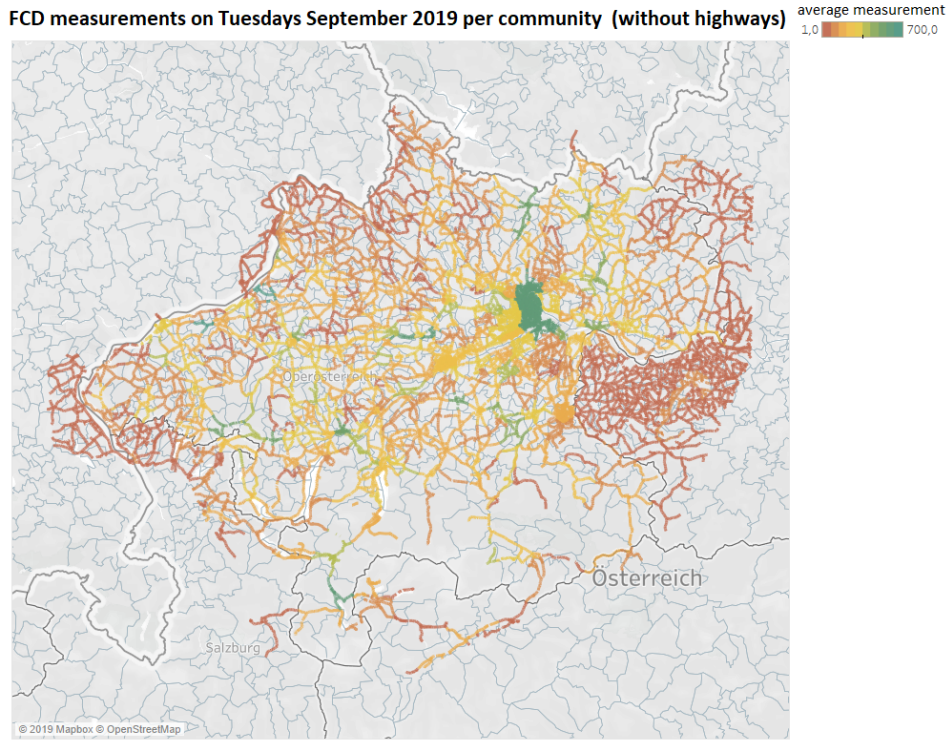 FCD measurements on Tuesdays September 2019 per community (without highways)
average measurement
1,0 700,0
Oberösterreich
Österreich
Salzburg
© 2019 Mapbox © OpenStreetMap